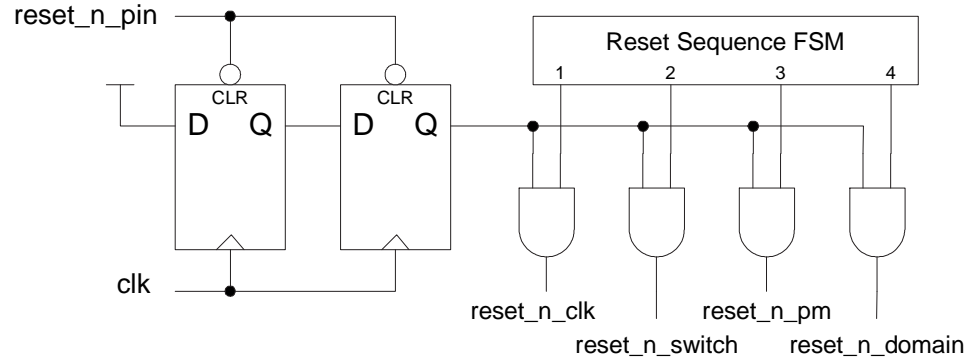 reset_n_pin
Reset Sequence FSM
1 2 3 4
CLR CLR
D Q D Q
clk
reset_n_clk
reset_n_pm
reset_n_switch
reset_n_domain